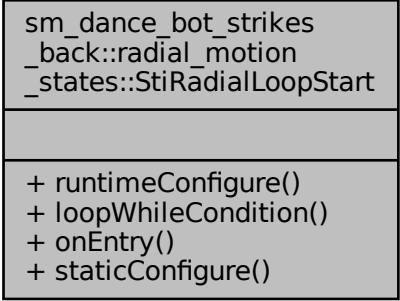 sm_dance_bot_strikes
_back::radial_motion
_states::StiRadialLoopStart
+ runtimeConfigure()
+ loopWhileCondition()
+ onEntry()
+ staticConfigure()